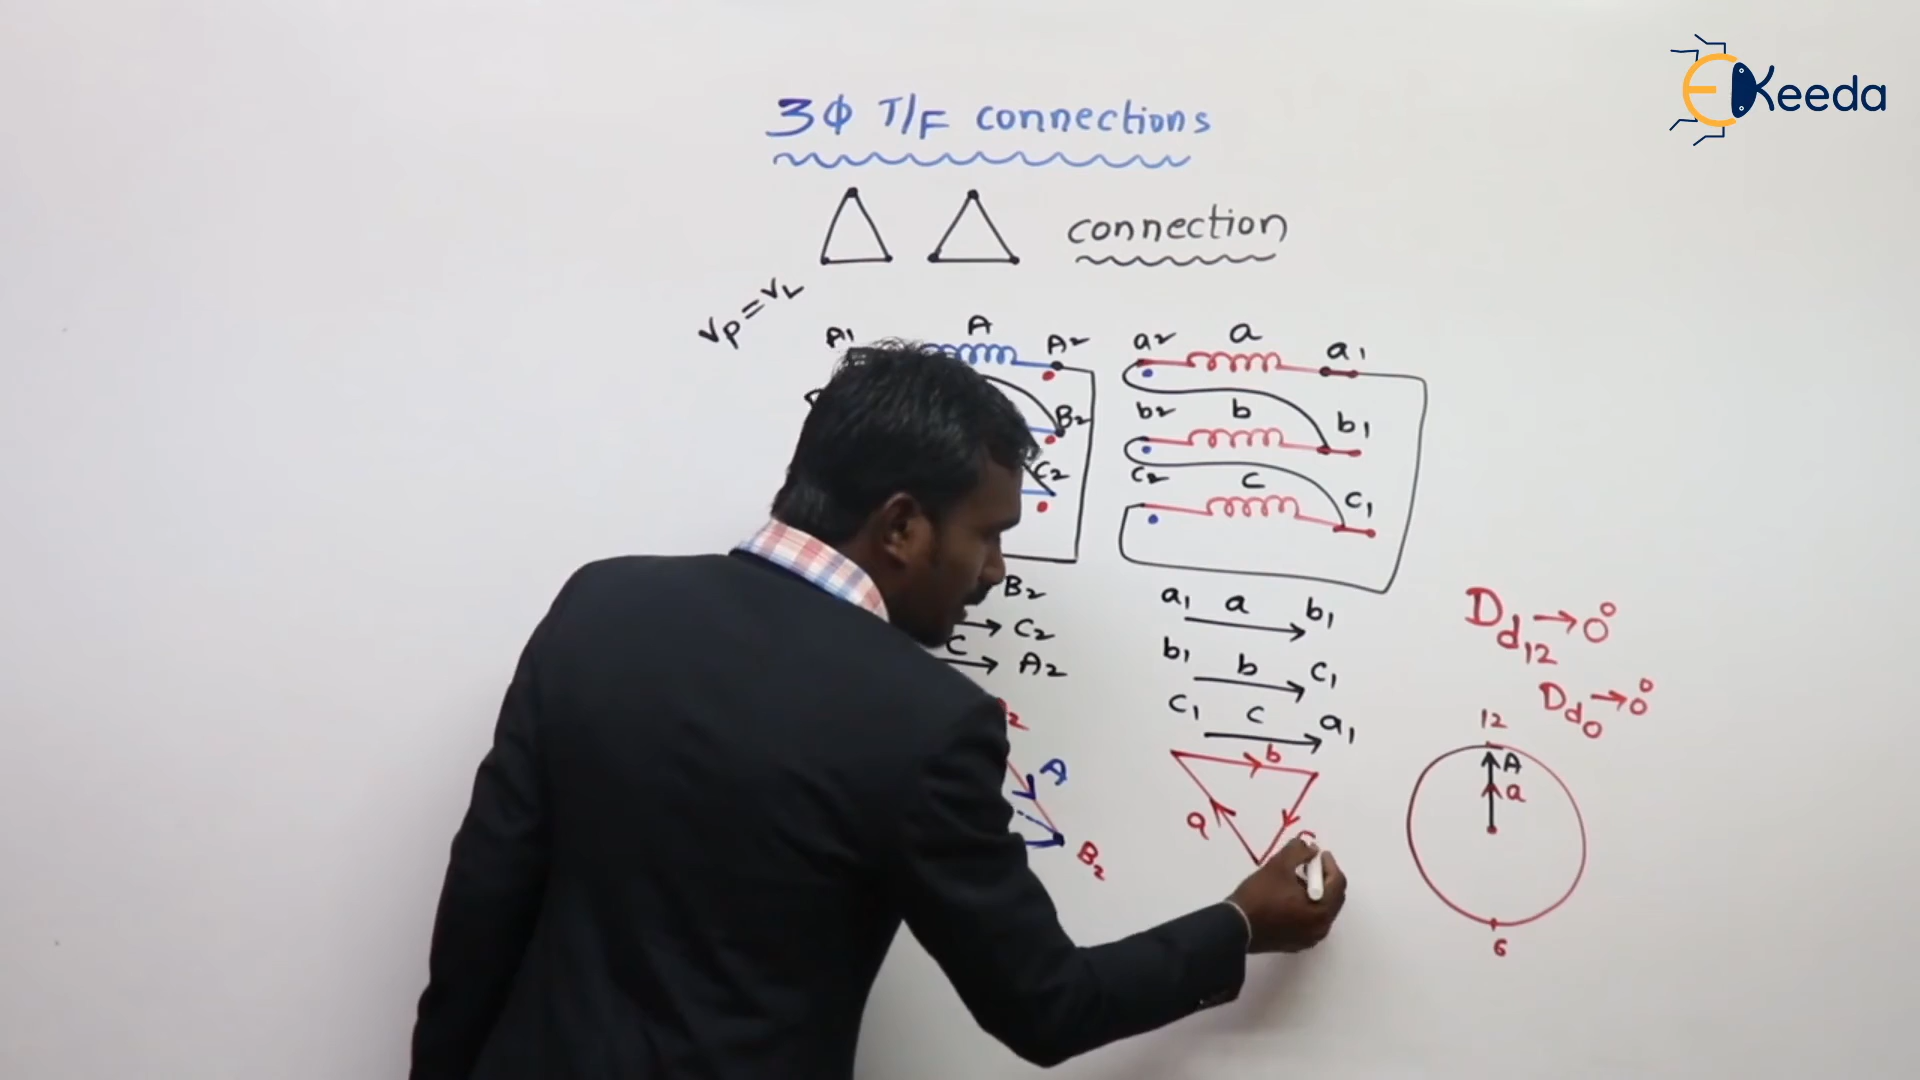 EKeeda
3Φ T/F connections
connection
VP=VL
A1 A A2
B2
C2
a2 a a1
b2 b b1
c2 c c1
B2
C2
C A2
a1 a b1
b1 b c1
c1 c a1
Dd12→0°
Dd0→0°
A
B2
b
a
12
A
a
6